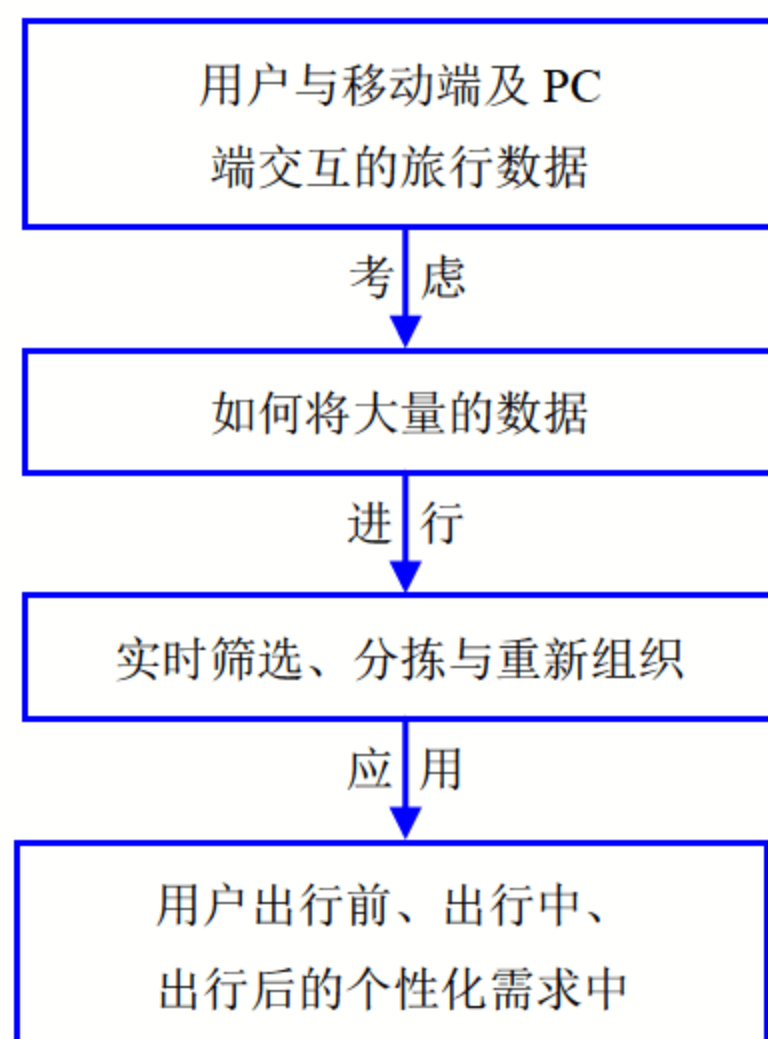 用户与移动端及 PC
端交互的旅行数据
考虑
如何将大量的数据
进行
实时筛选、分拣与重新组织
应用
用户出行前、出行中、
出行后的个性化需求中